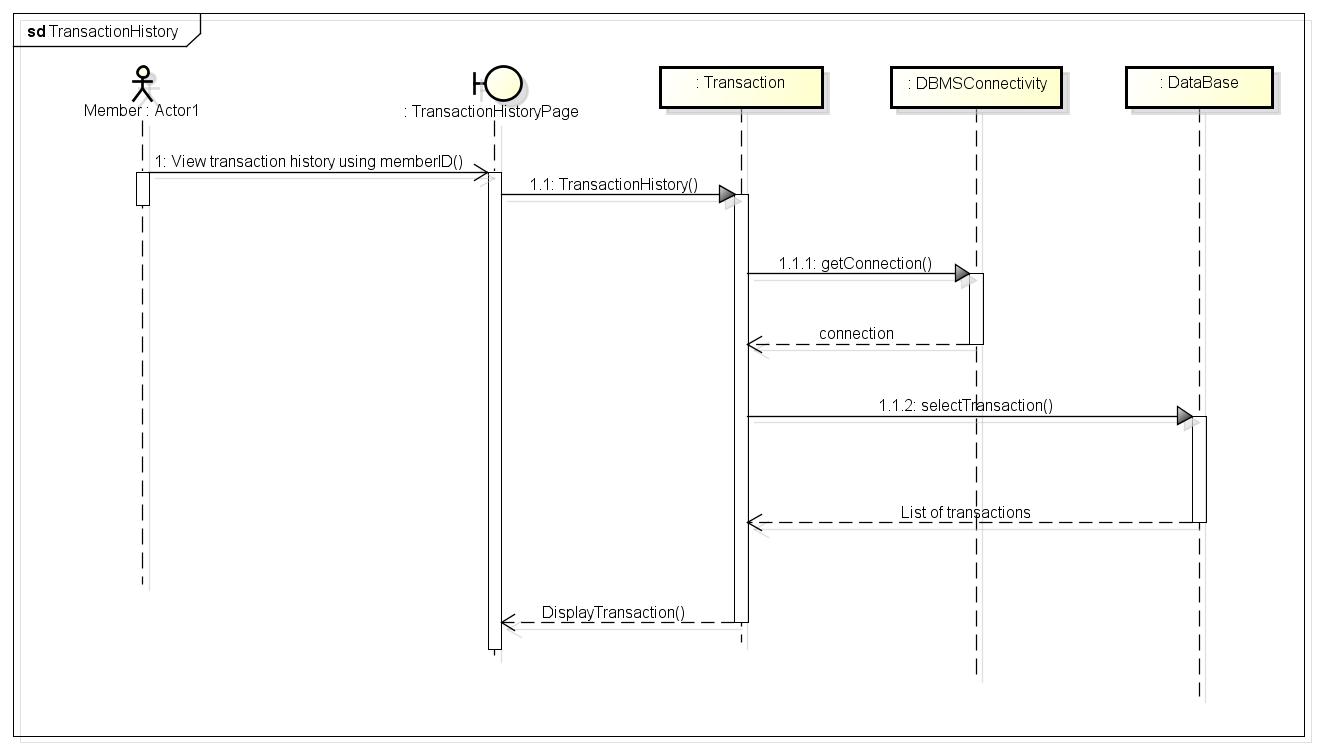 sd TransactionHistory
Member : Actor1
: TransactionHistoryPage
: Transaction
: DBMSConnectivity
: DataBase
1: View transaction history using memberID()
1.1: TransactionHistory()
1.1.1: getConnection()
connection
1.1.2: selectTransaction()
List of transactions
DisplayTransaction()